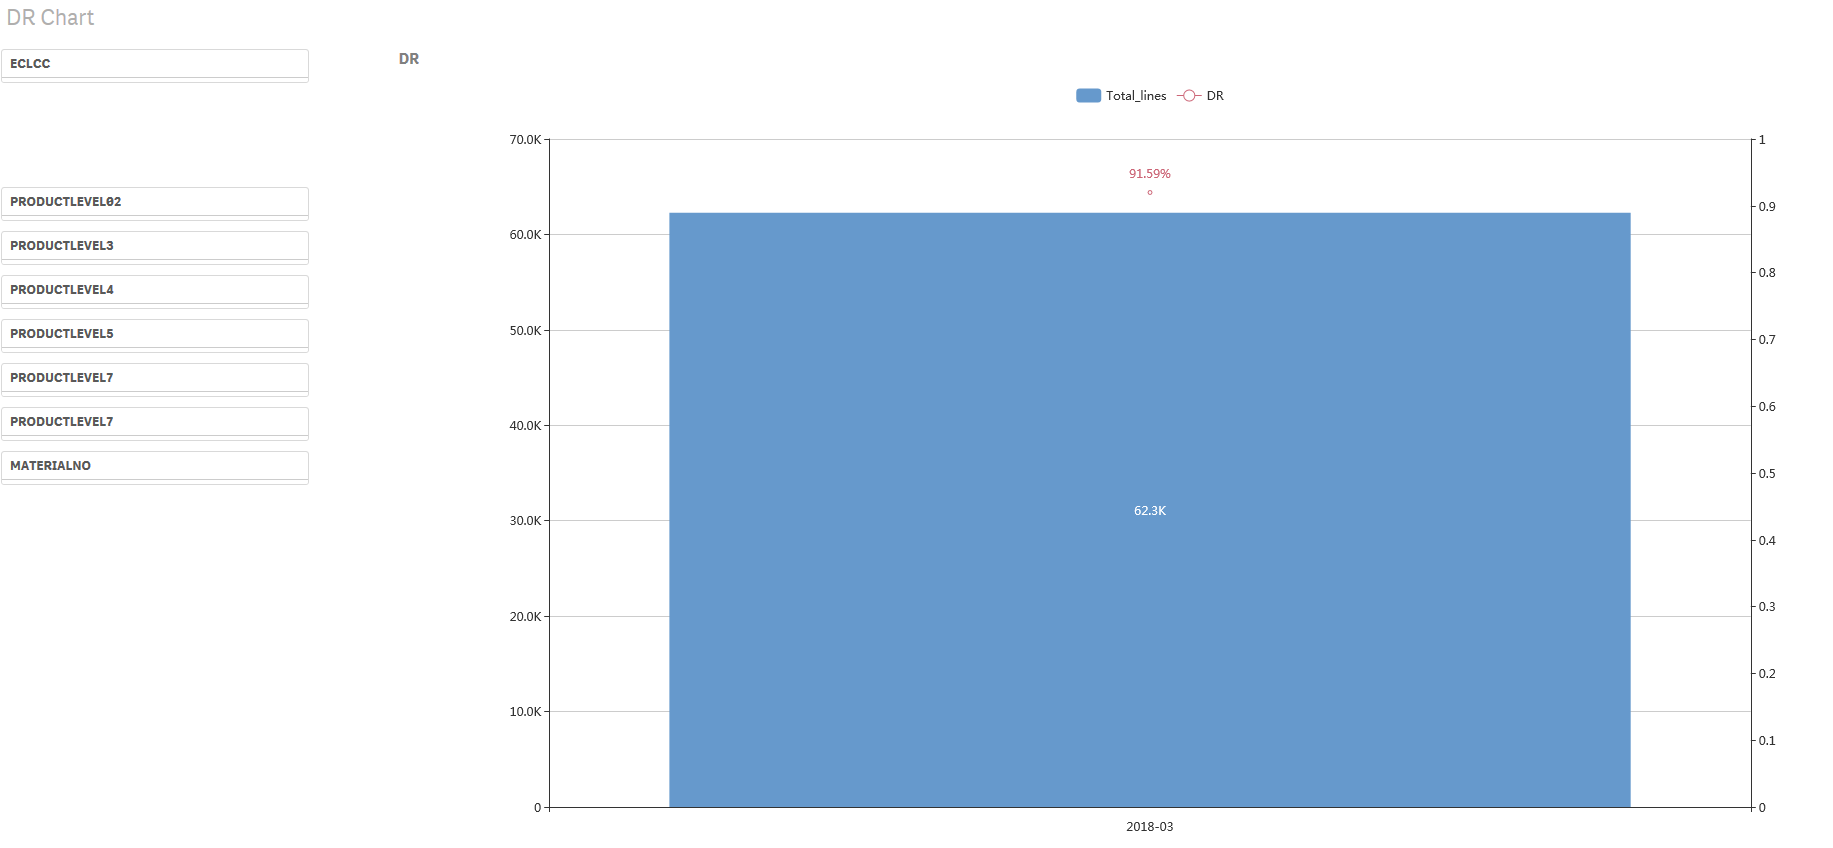 DR Chart
ECLCC
PRODUCTLEVEL02
PRODUCTLEVEL3
PRODUCTLEVEL4
PRODUCTLEVEL5
PRODUCTLEVEL7
PRODUCTLEVEL7
MATERIALNO
DR
Total_lines DR
70.0K
60.0K
50.0K
40.0K
30.0K
20.0K
10.0K
0
91.59%
62.3K
1
0.9
0.8
0.7
0.6
0.5
0.4
0.3
0.2
0.1
0
2018-03